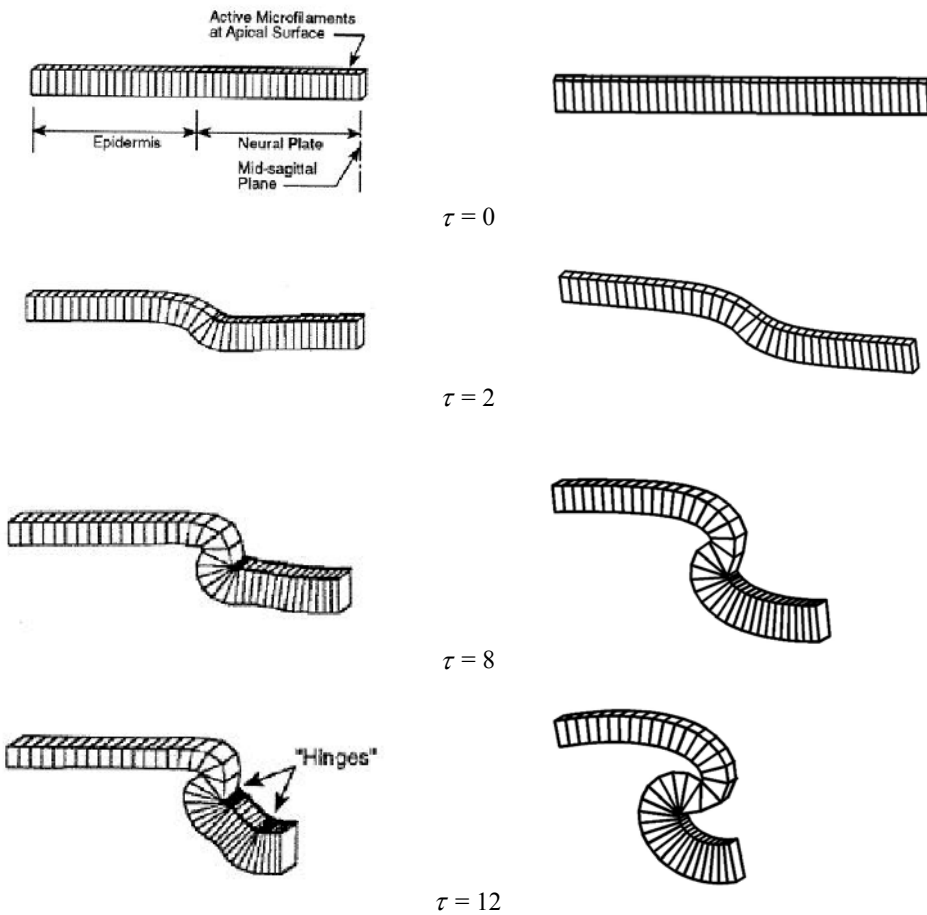 Active Microfilaments
at Apical Surface
Epidermis
Neural Plate
Mid-sagittal
Plane
τ = 0
τ = 2
τ = 8
"Hinges"
τ = 12